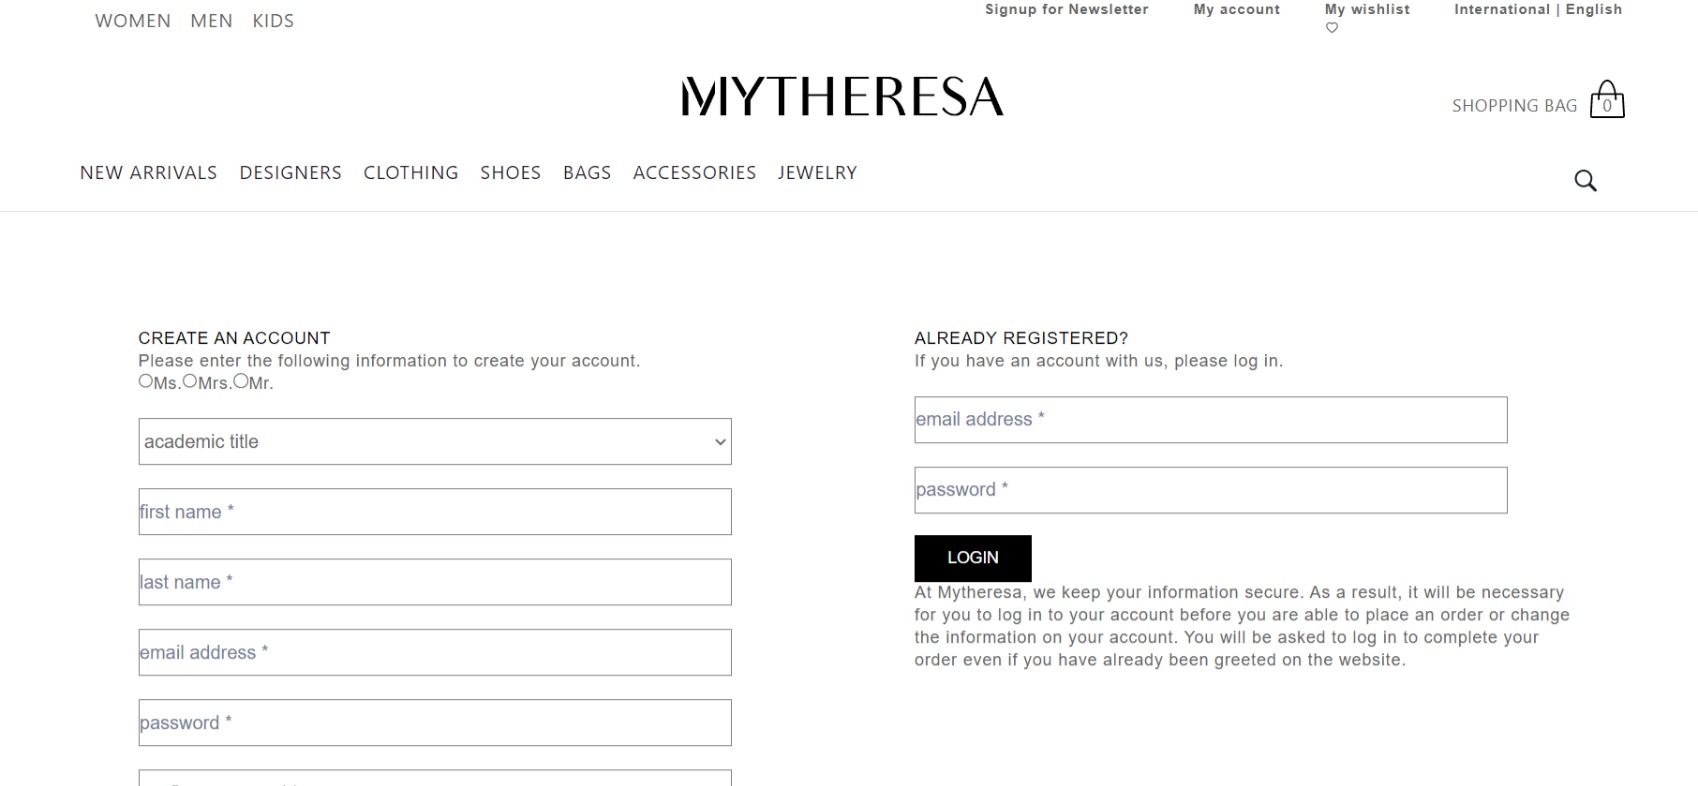 WOMEN MEN KIDS
Signup for Newsletter My account My wishlist International | English
MYTHERESA
SHOPPING BAG 0
NEW ARRIVALS DESIGNERS CLOTHING SHOES BAGS ACCESSORIES JEWELRY
CREATE AN ACCOUNT
Please enter the following information to create your account.
Ms. Mrs. Mr.
academic title
first name *
last name *
email address *
password *
ALREADY REGISTERED?
If you have an account with us, please log in.
email address *
password *
LOGIN
At Mytheresa, we keep your information secure. As a result, it will be necessary
for you to log in to your account before you are able to place an order or change
the information on your account. You will be asked to log in to complete your
order even if you have already been greeted on the website.